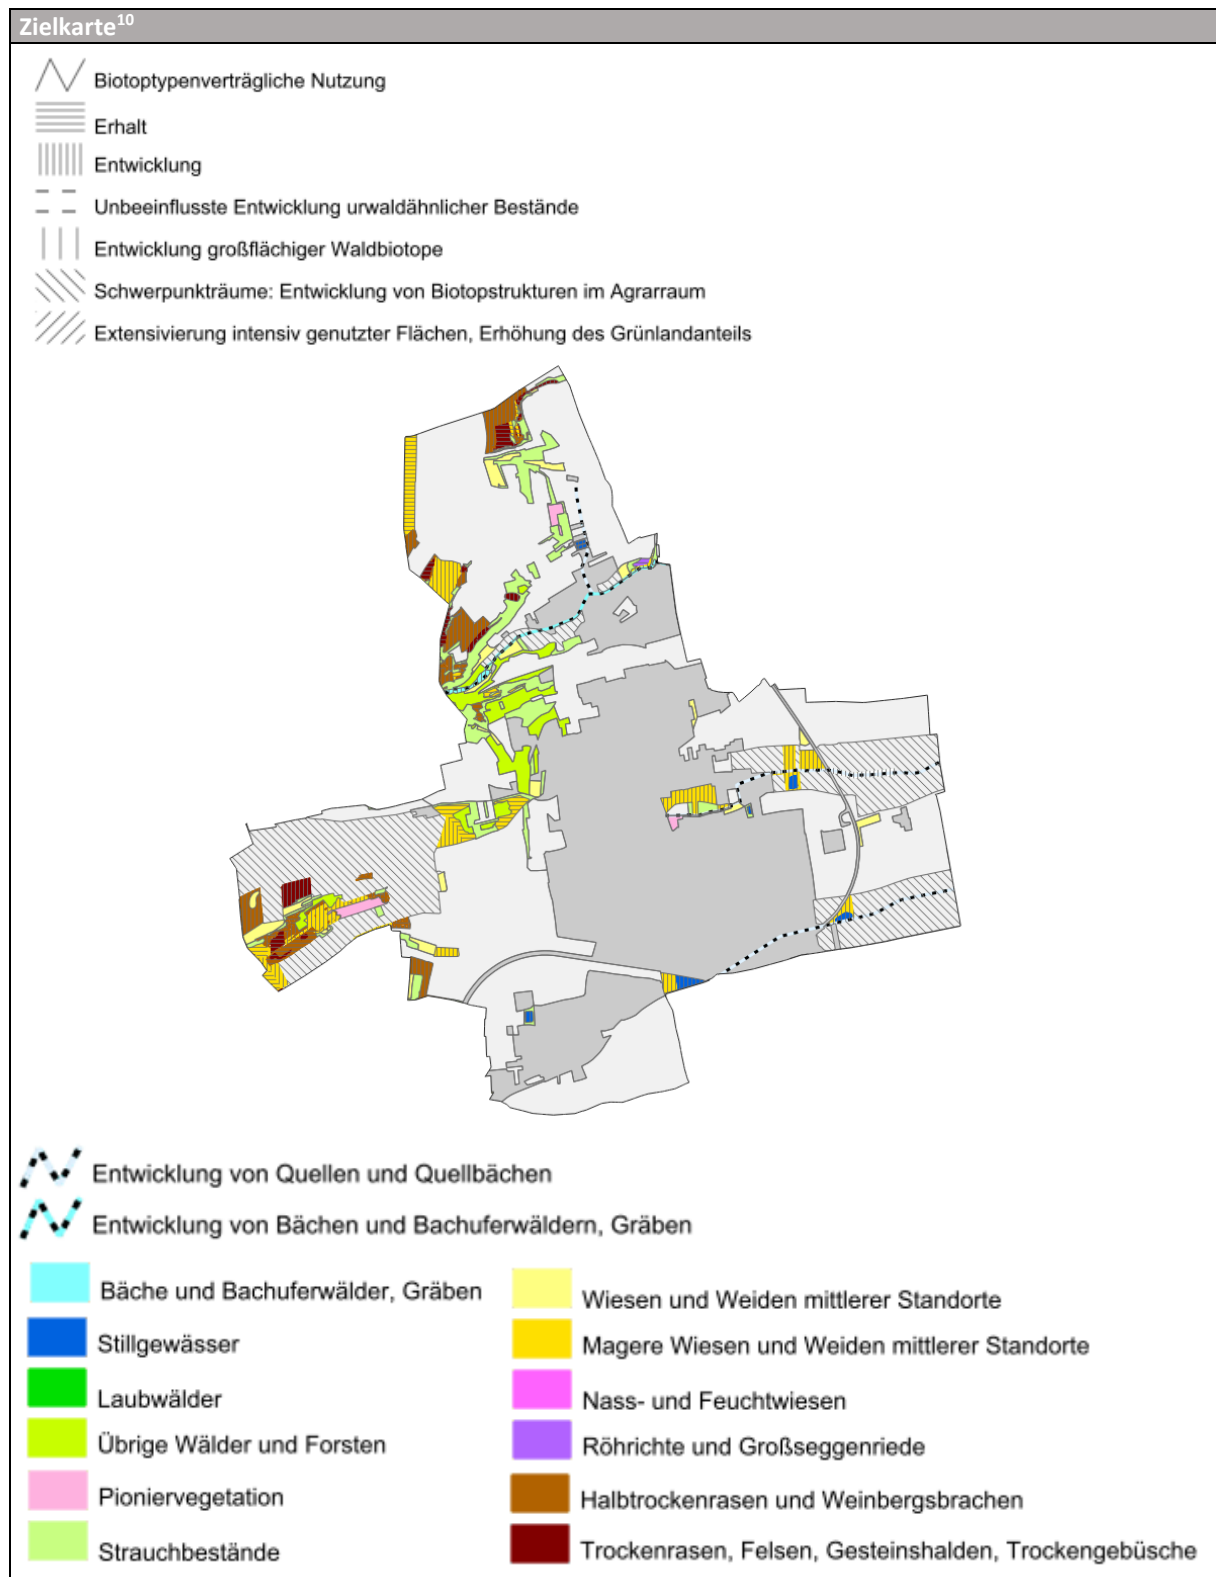 Zielkarte¹⁰
Biotoptypenverträgliche Nutzung
Erhalt
Entwicklung
Unbeeinflusste Entwicklung urwaldähnlicher Bestände
Entwicklung großflächiger Waldbiotope
Schwerpunkträume: Entwicklung von Biotopstrukturen im Agrarraum
Extensivierung intensiv genutzter Flächen, Erhöhung des Grünlandanteils
Entwicklung von Quellen und Quellbächen
Entwicklung von Bächen und Bachuferwäldern, Gräben
Bäche und Bachuferwälder, Gräben
Stillgewässer
Laubwälder
Übrige Wälder und Forsten
Pioniervegetation
Strauchbestände
Wiesen und Weiden mittlerer Standorte
Magere Wiesen und Weiden mittlerer Standorte
Nass- und Feuchtwiesen
Röhrichte und Großseggenriede
Halbtrockenrasen und Weinbergsbrachen
Trockenrasen, Felsen, Gesteinshalden, Trockengebüsche